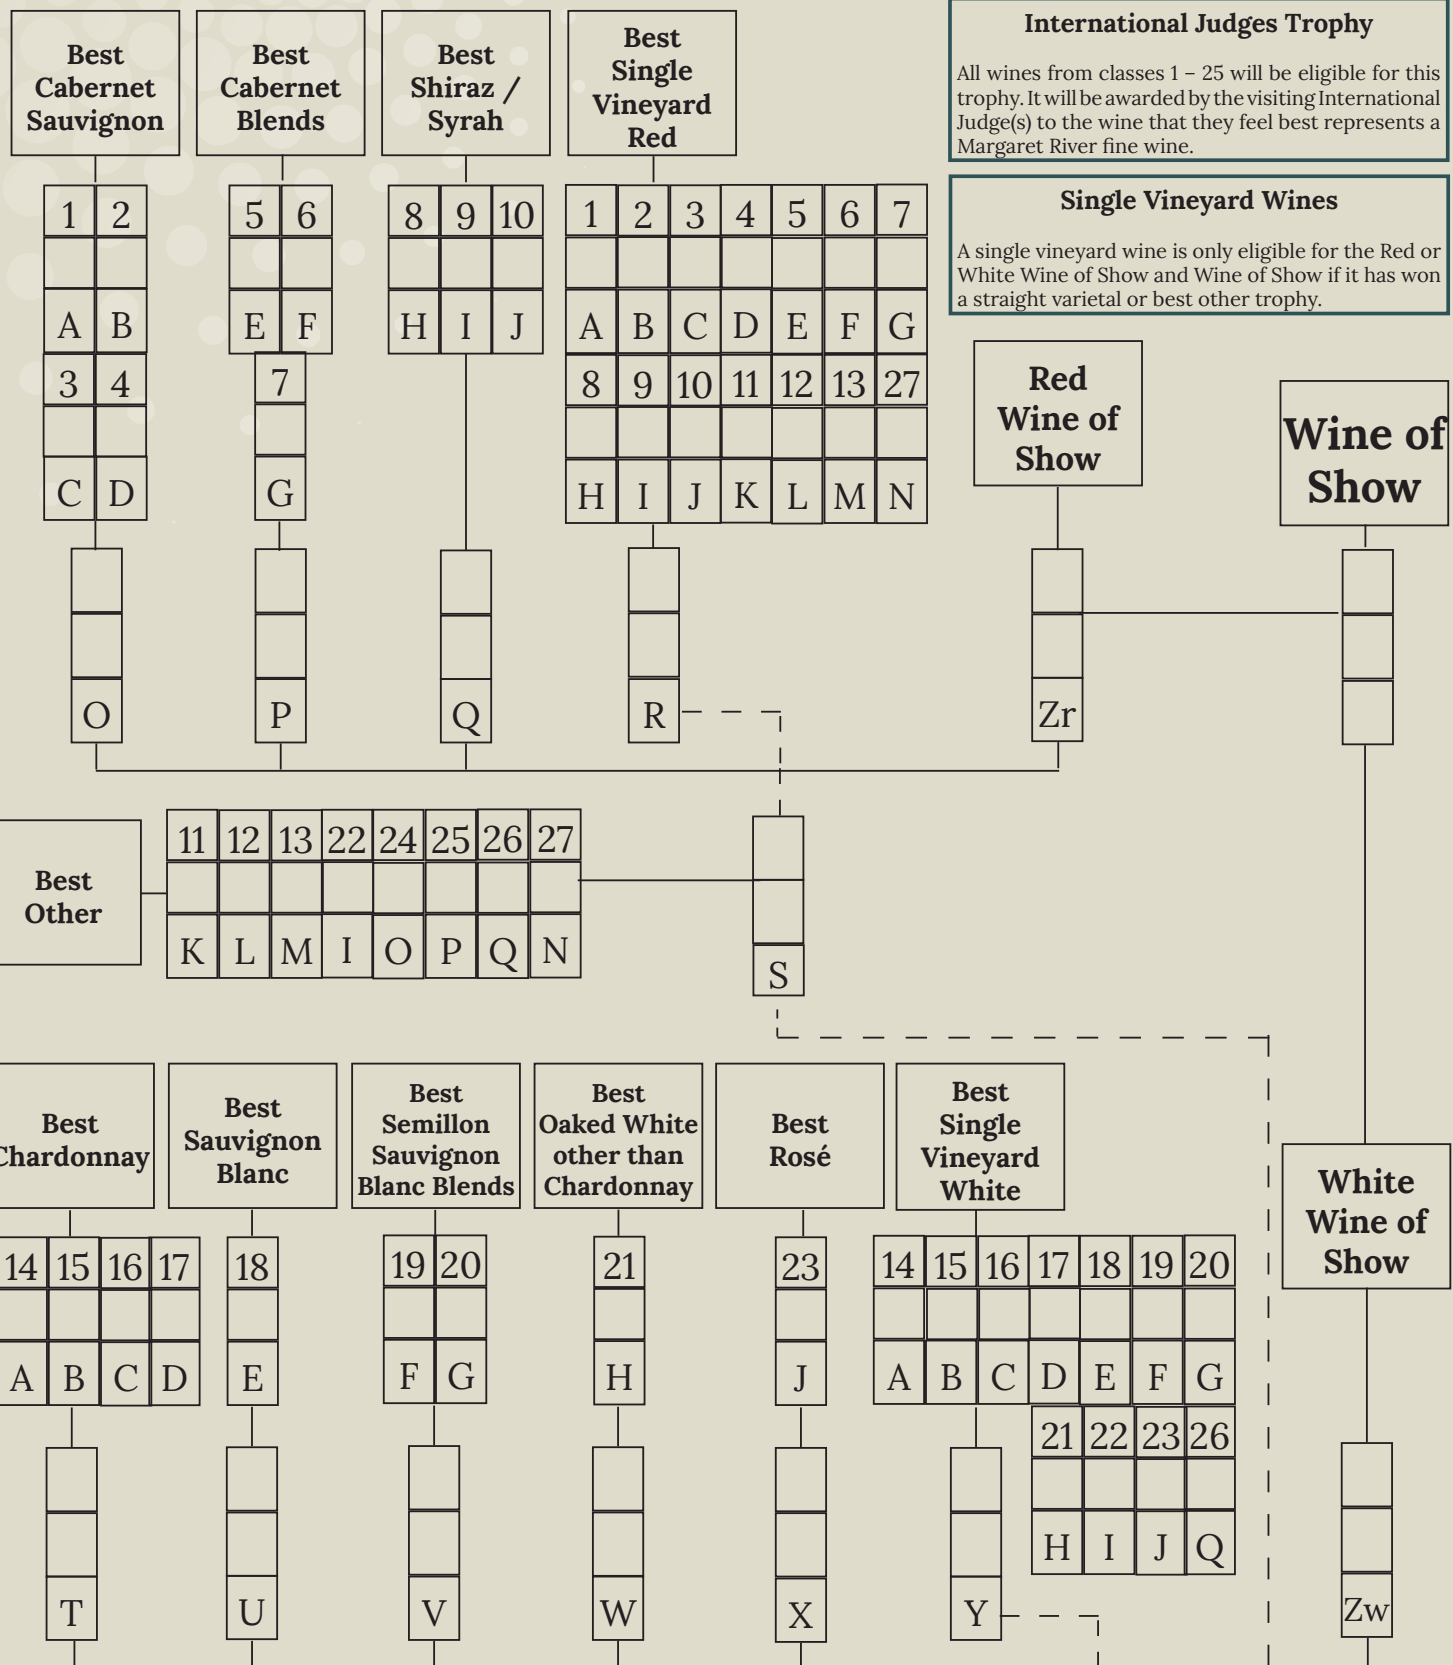 Best
Cabernet
Sauvignon
Best
Cabernet
Blends
Best
Shiraz /
Syrah
Best
Single
Vineyard
Red
International Judges Trophy
All wines from classes 1 – 25 will be eligible for this
trophy. It will be awarded by the visiting International
Judge(s) to the wine that they feel best represents a
Margaret River fine wine.
Single Vineyard Wines
A single vineyard wine is only eligible for the Red or
White Wine of Show and Wine of Show if it has won
a straight varietal or best other trophy.
1 2
A B
3 4
C D
O
5 6
E F
7
G
P
8 9 10
H I J
Q
1 2 3 4 5 6 7
A B C D E F G
8 9 10 11 12 13 27
H I J K L M N
R
Red
Wine of
Show
Zr
Wine of
Show
Best
Other
11 12 13 22 24 25 26 27
K L M I O P Q N
S
Best
Chardonnay
Best
Sauvignon
Blanc
Best
Semillon
Sauvignon
Blanc Blends
Best
Oaked White
other than
Chardonnay
Best
Rosé
Best
Single
Vineyard
White
White
Wine of
Show
14 15 16 17
A B C D
T
18
E
U
19 20
F G
V
21
H
W
23
J
X
14 15 16 17 18 19 20
A B C D E F G
21 22 23 26
H I J Q
Y
Zw